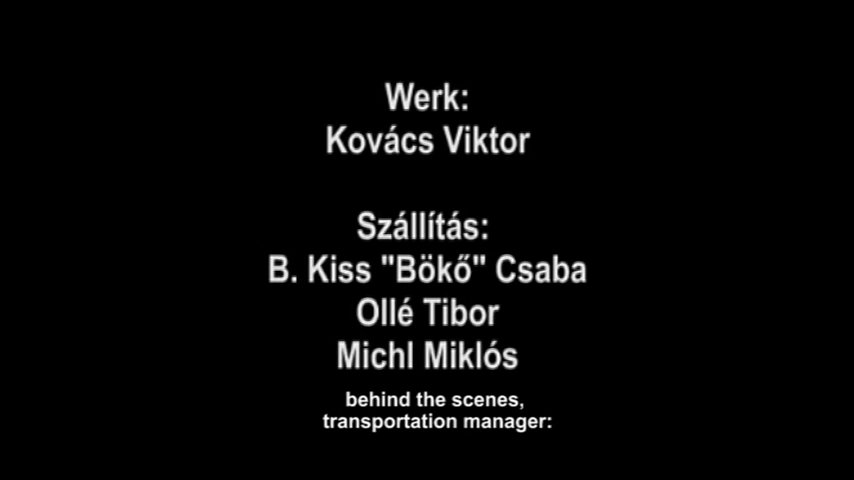 Werk:
Kovács Viktor
Szállítás:
B. Kiss "Bökő" Csaba
Ollé Tibor
Michl Miklós
behind the scenes,
transportation manager: